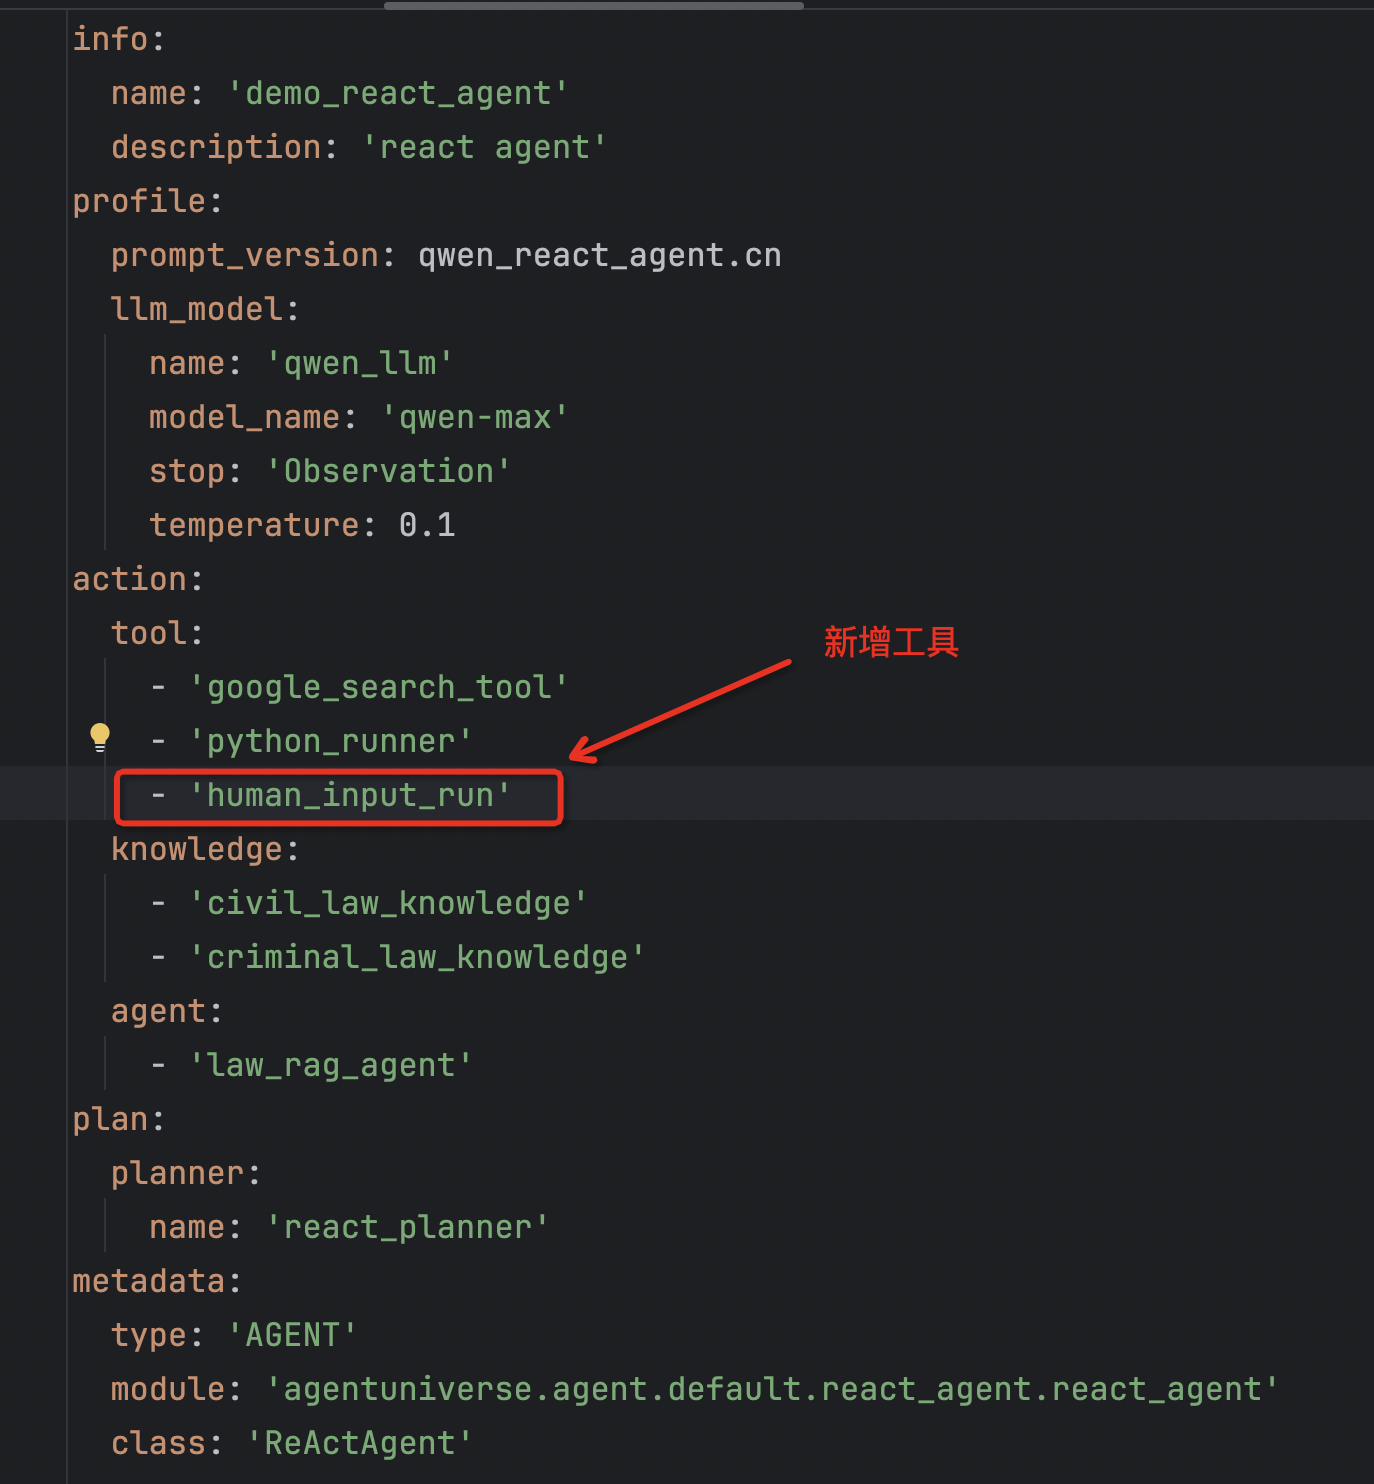 info:
  name: 'demo_react_agent'
  description: 'react agent'
profile:
  prompt_version: qwen_react_agent.cn
  llm_model:
    name: 'qwen_llm'
    model_name: 'qwen-max'
    stop: 'Observation'
    temperature: 0.1
action:
  tool:
新增工具
    - 'google_search_tool'
    - 'python_runner'
    - 'human_input_run'
  knowledge:
    - 'civil_law_knowledge'
    - 'criminal_law_knowledge'
  agent:
    - 'law_rag_agent'
plan:
  planner:
    name: 'react_planner'
metadata:
  type: 'AGENT'
  module: 'agentuniverse.agent.default.react_agent.react_agent'
  class: 'ReActAgent'